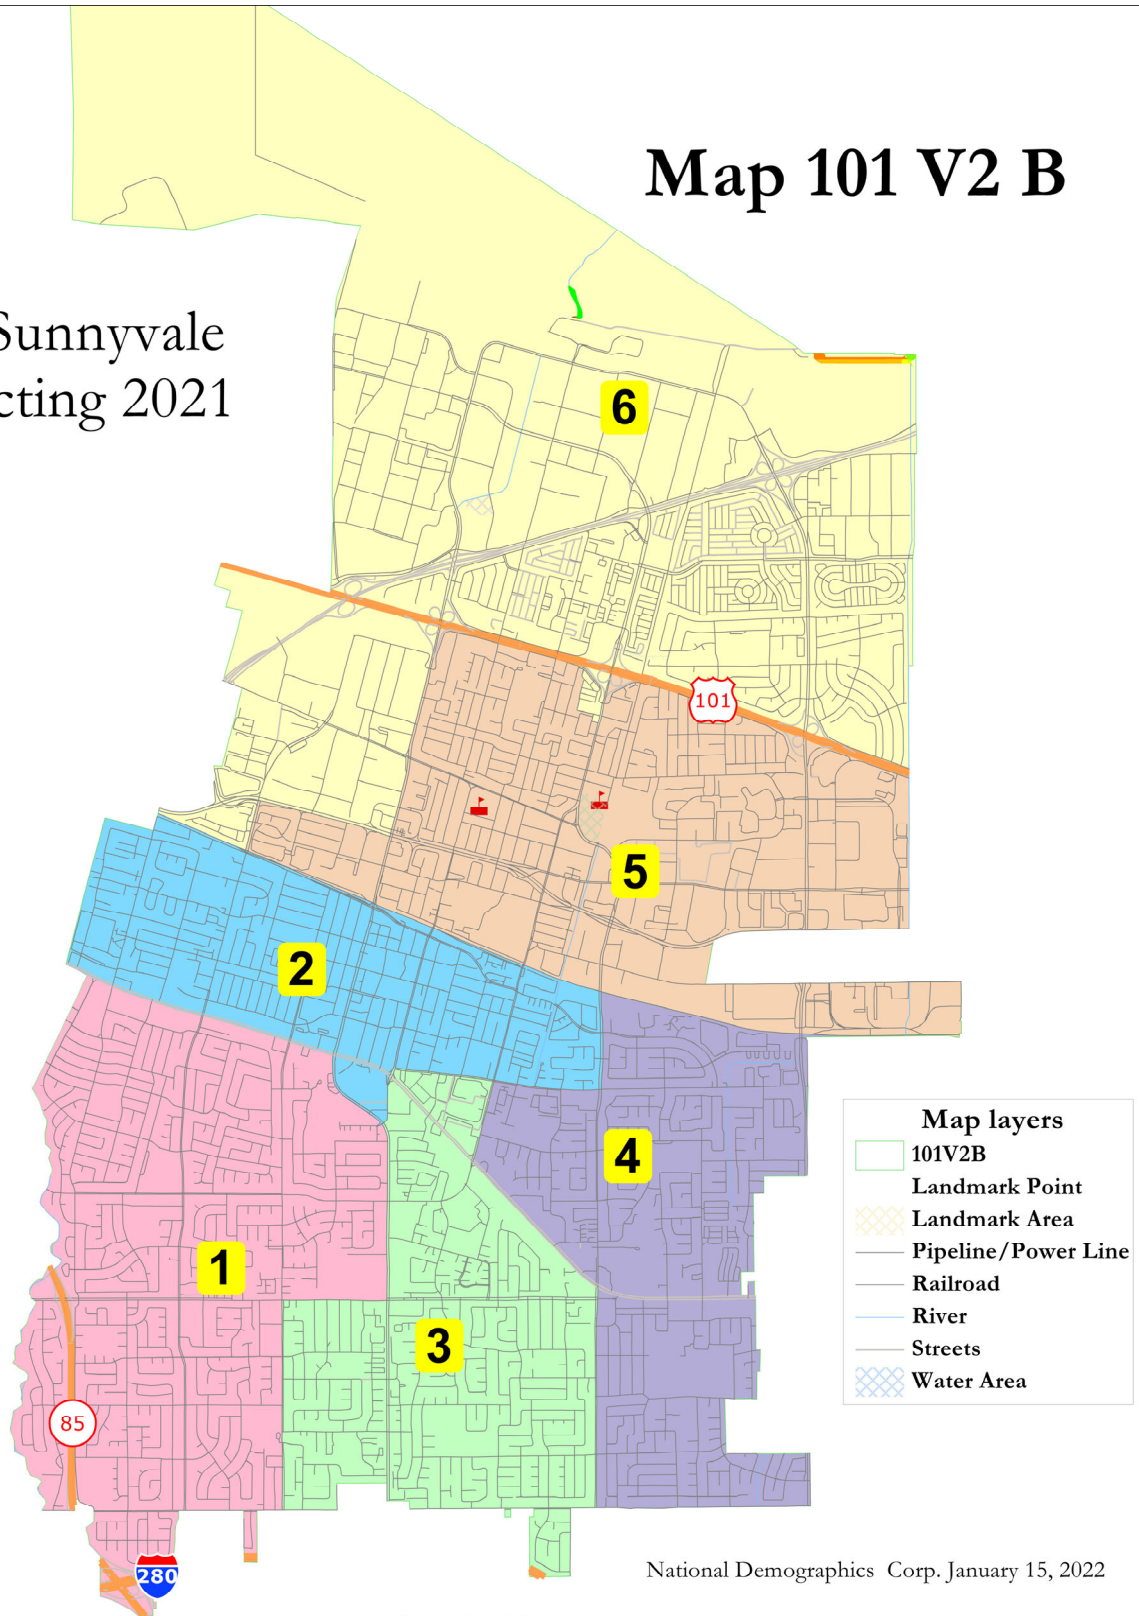 Map 101 V2 B
Sunnyvale
cting 2021
6
101
5
2
4
1
3
85
280
Map layers
101V2B
Landmark Point
Landmark Area
Pipeline/Power Line
Railroad
River
Streets
Water Area
National Demographics Corp. January 15, 2022